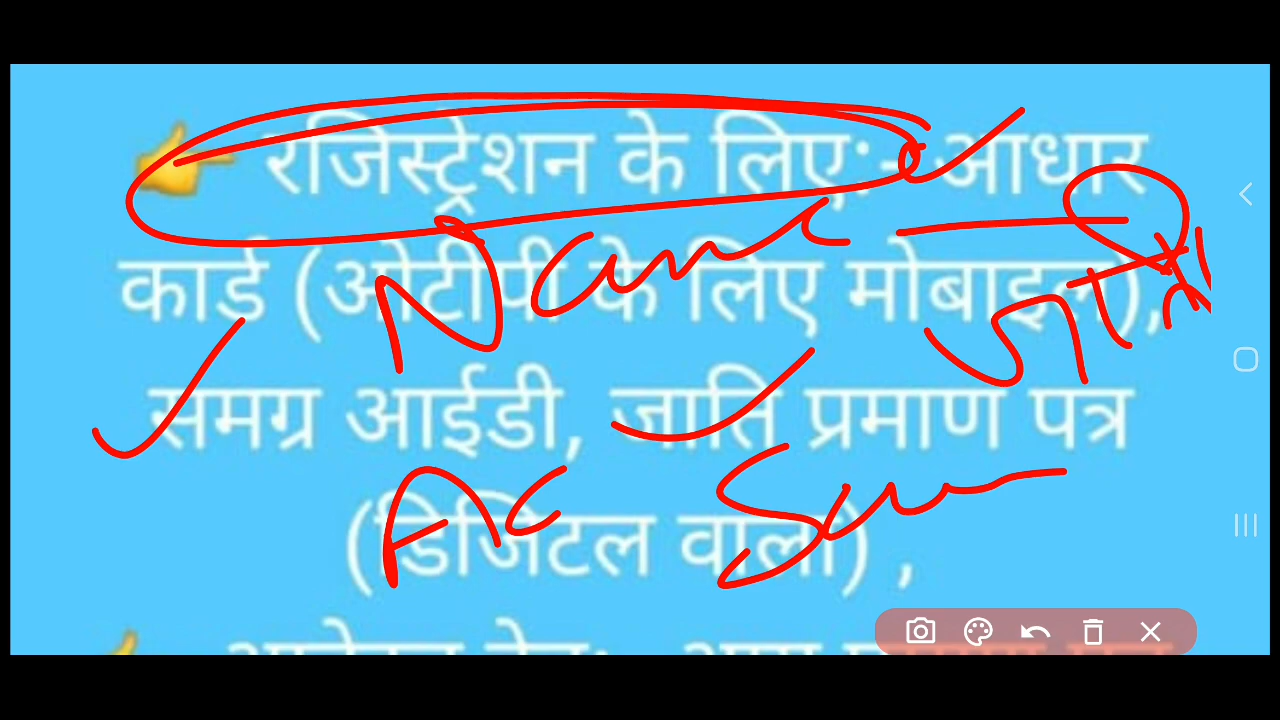 👉 रजिस्ट्रेशन के लिए:- आधार
कार्ड (ओटीपी के लिए मोबाइल),
Name
समग्र आईडी, जाति प्रमाण पत्र
(डिजिटल वाला) ,